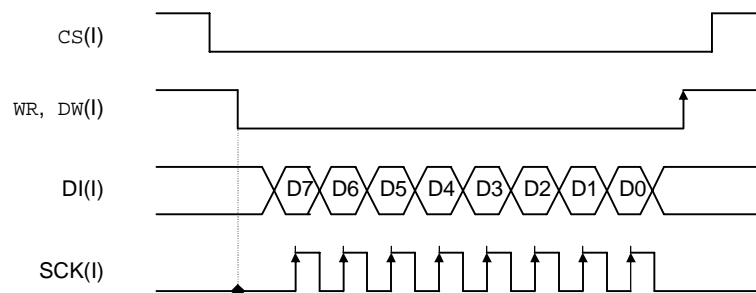 CS(I)
WR, DW(I)
DI(I) D7 D6 D5 D4 D3 D2 D1 D0
SCK(I)